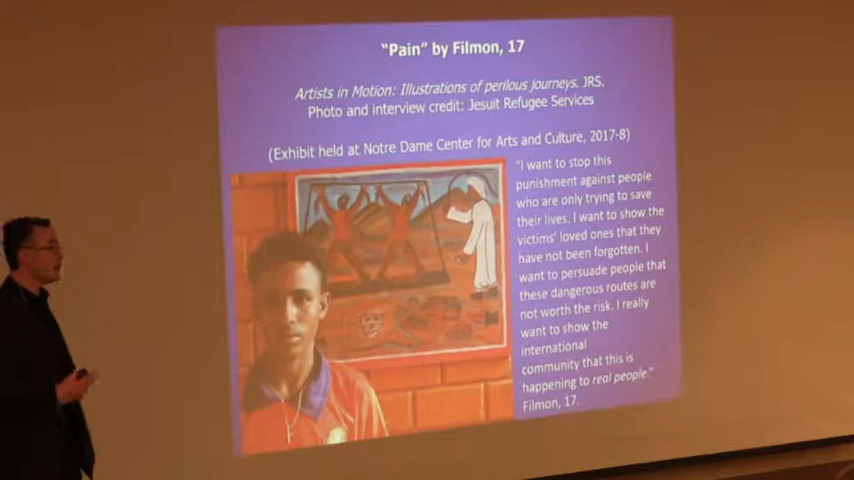 "Pain" by Filmon, 17
Artists in Motion: Illustrations of perilous journeys. JRS.
Photo and interview credit: Jesuit Refugee Services
(Exhibit held at Notre Dame Center for Arts and Culture, 2017-8)
"I want to stop this
punishment against people
who are only trying to save
their lives. I want to show the
victims' loved ones that they
have not been forgotten. I
want to persuade people that
these dangerous routes are
not worth the risk. I really
want to show the
international
community that this is
happening to real people."
Filmon, 17.